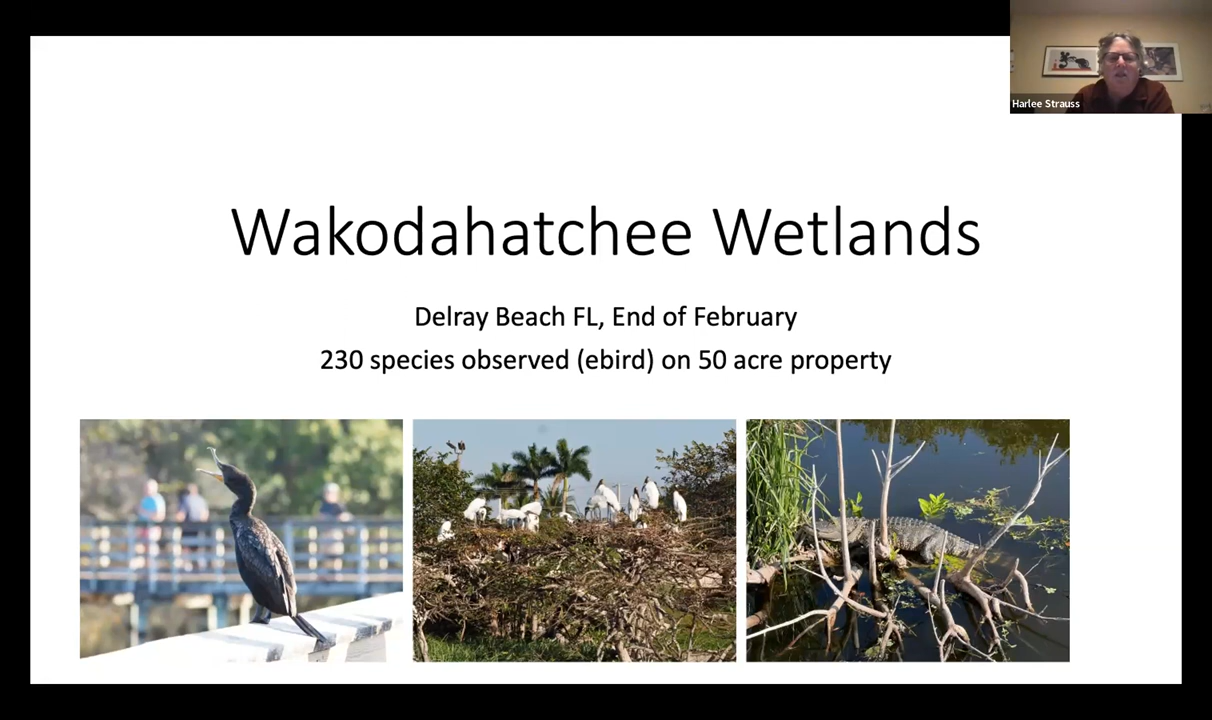 Harlee Strauss
Wakodahatchee Wetlands
Delray Beach FL, End of February
230 species observed (ebird) on 50 acre property